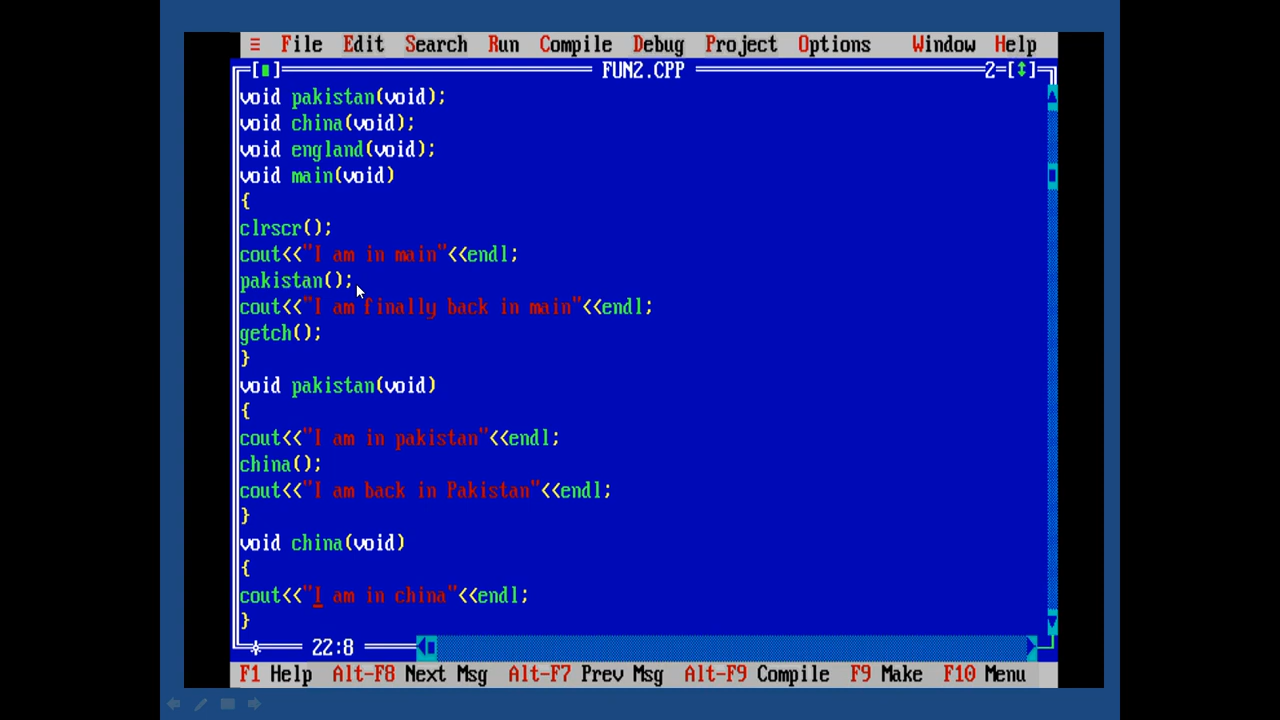 ≡ File Edit Search Run Compile Debug Project Options Window Help
[■] FUN2.CPP 2=[↕]
void pakistan(void);
void china(void);
void england(void);
void main(void)
{
clrscr();
cout<<"I am in main"<<endl;
pakistan();
cout<<"I am finally back in main"<<endl;
getch();
}
void pakistan(void)
{
cout<<"I am in pakistan"<<endl;
china();
cout<<"I am back in Pakistan"<<endl;
}
void china(void)
{
cout<<"I am in china"<<endl;
}
22:8
F1 Help Alt-F8 Next Msg Alt-F7 Prev Msg Alt-F9 Compile F9 Make F10 Menu